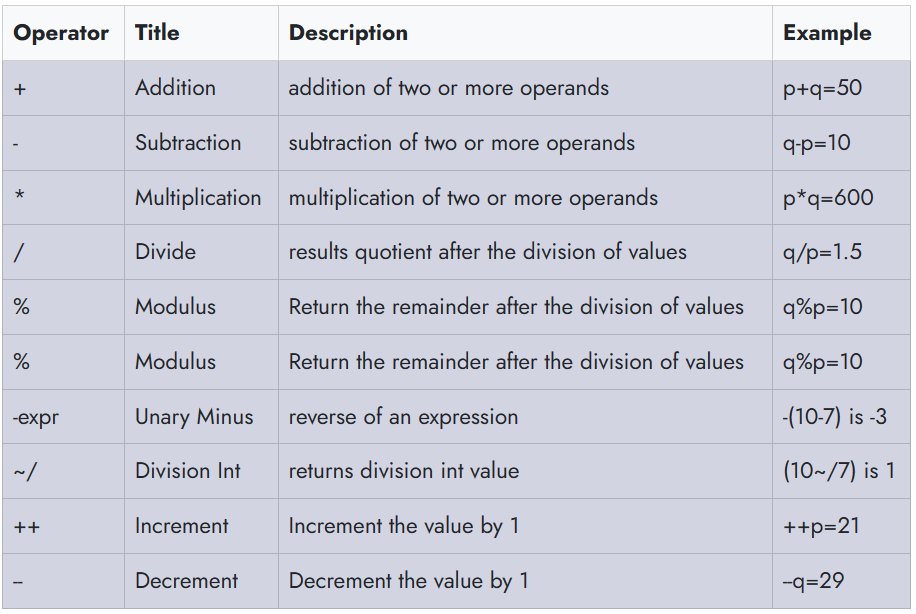 Operator Title Description Example
+ Addition addition of two or more operands p+q=50
- Subtraction subtraction of two or more operands q-p=10
* Multiplication multiplication of two or more operands p*q=600
/ Divide results quotient after the division of values q/p=1.5
% Modulus Return the remainder after the division of values q%p=10
% Modulus Return the remainder after the division of values q%p=10
-expr Unary Minus reverse of an expression -(10-7) is -3
~/ Division Int returns division int value (10~/7) is 1
++ Increment Increment the value by 1 ++p=21
– Decrement Decrement the value by 1 –q=29